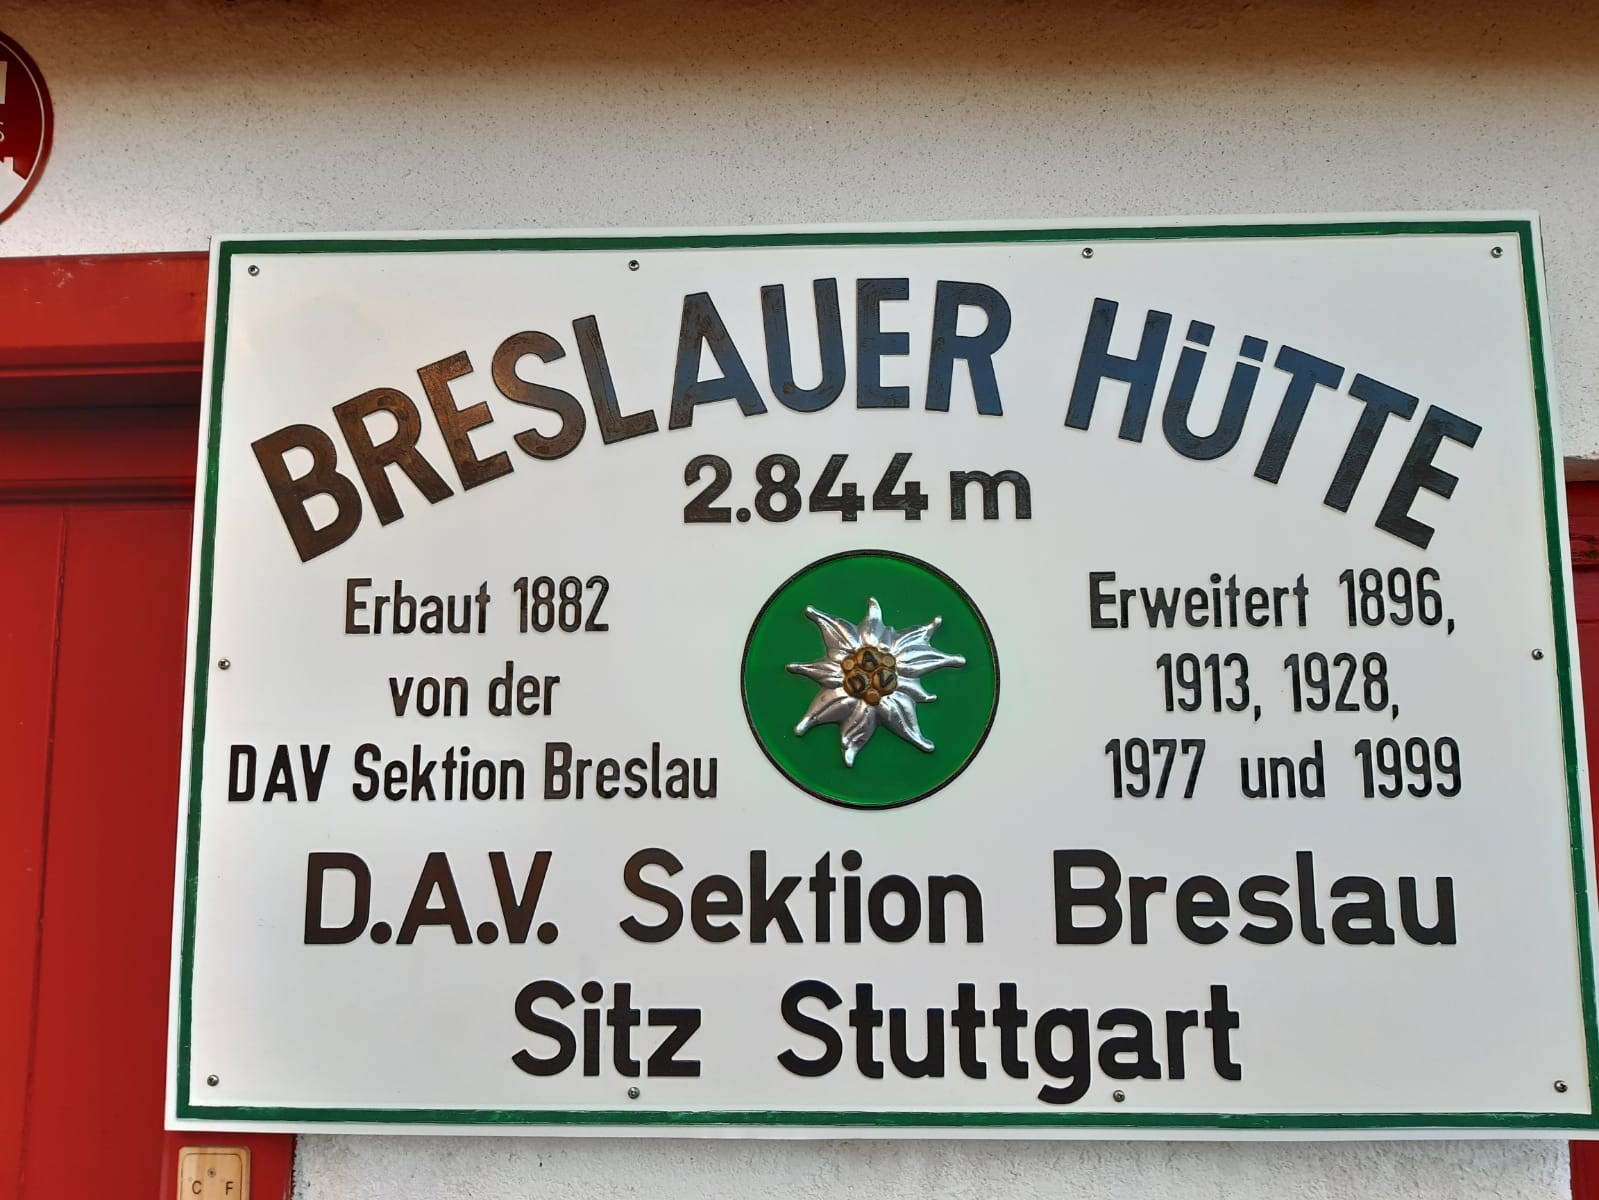 BRESLAUER HÜTTE
2.844 m
Erbaut 1882
von der
DAV Sektion Breslau
A
D V
Erweitert 1896,
1913, 1928,
1977 und 1999
D.A.V. Sektion Breslau
Sitz Stuttgart
C F